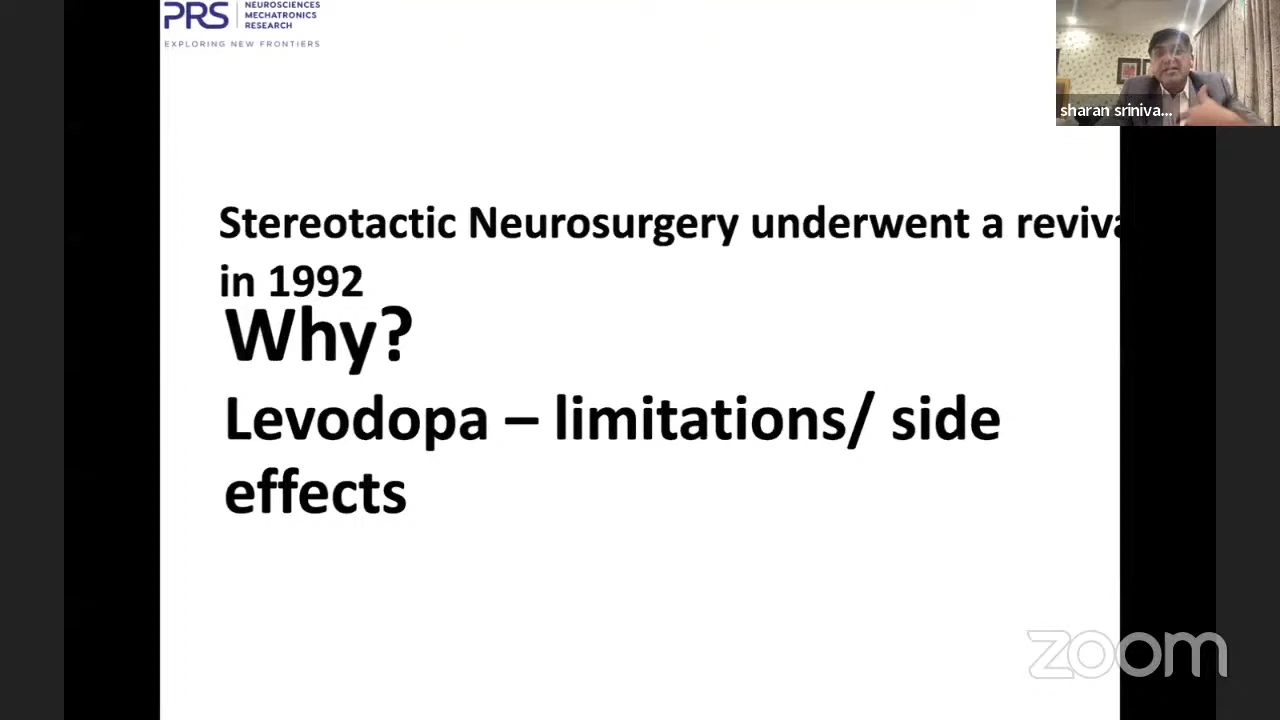 PRS
NEUROSCIENCES
MECHATRONICS
RESEARCH
EXPLORING NEW FRONTIERS
sharan sriniva...
Stereotactic Neurosurgery underwent a reviva
in 1992
Why?
Levodopa – limitations/ side
effects
zoom